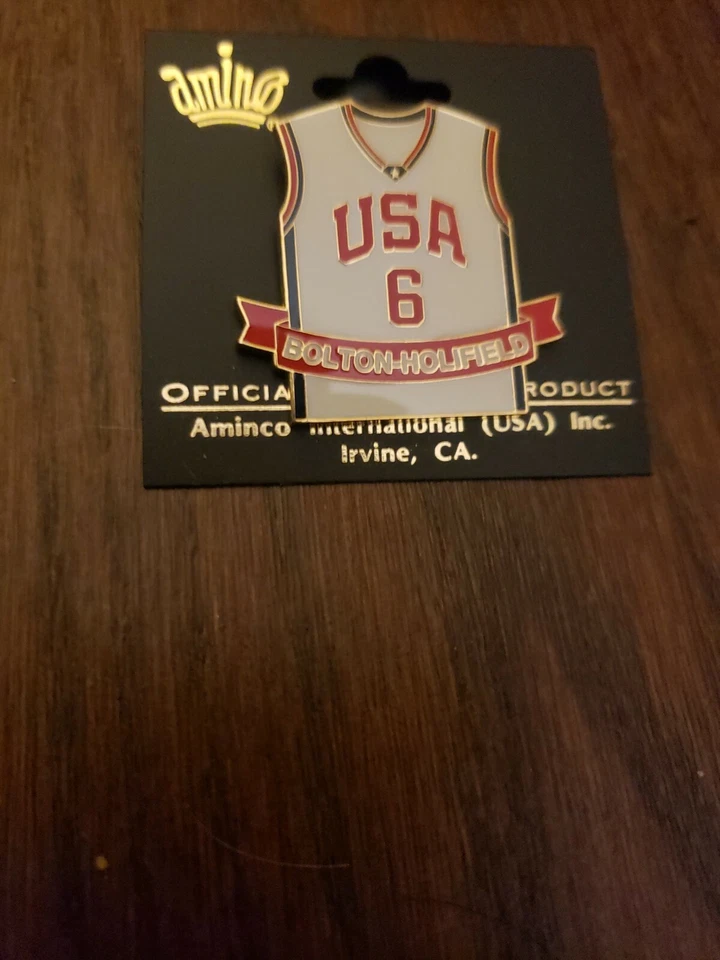 aminco
USA
6
BOLTON-HOLIFIELD
OFFICIA RODUCT
Aminco International (USA) Inc.
Irvine, CA.